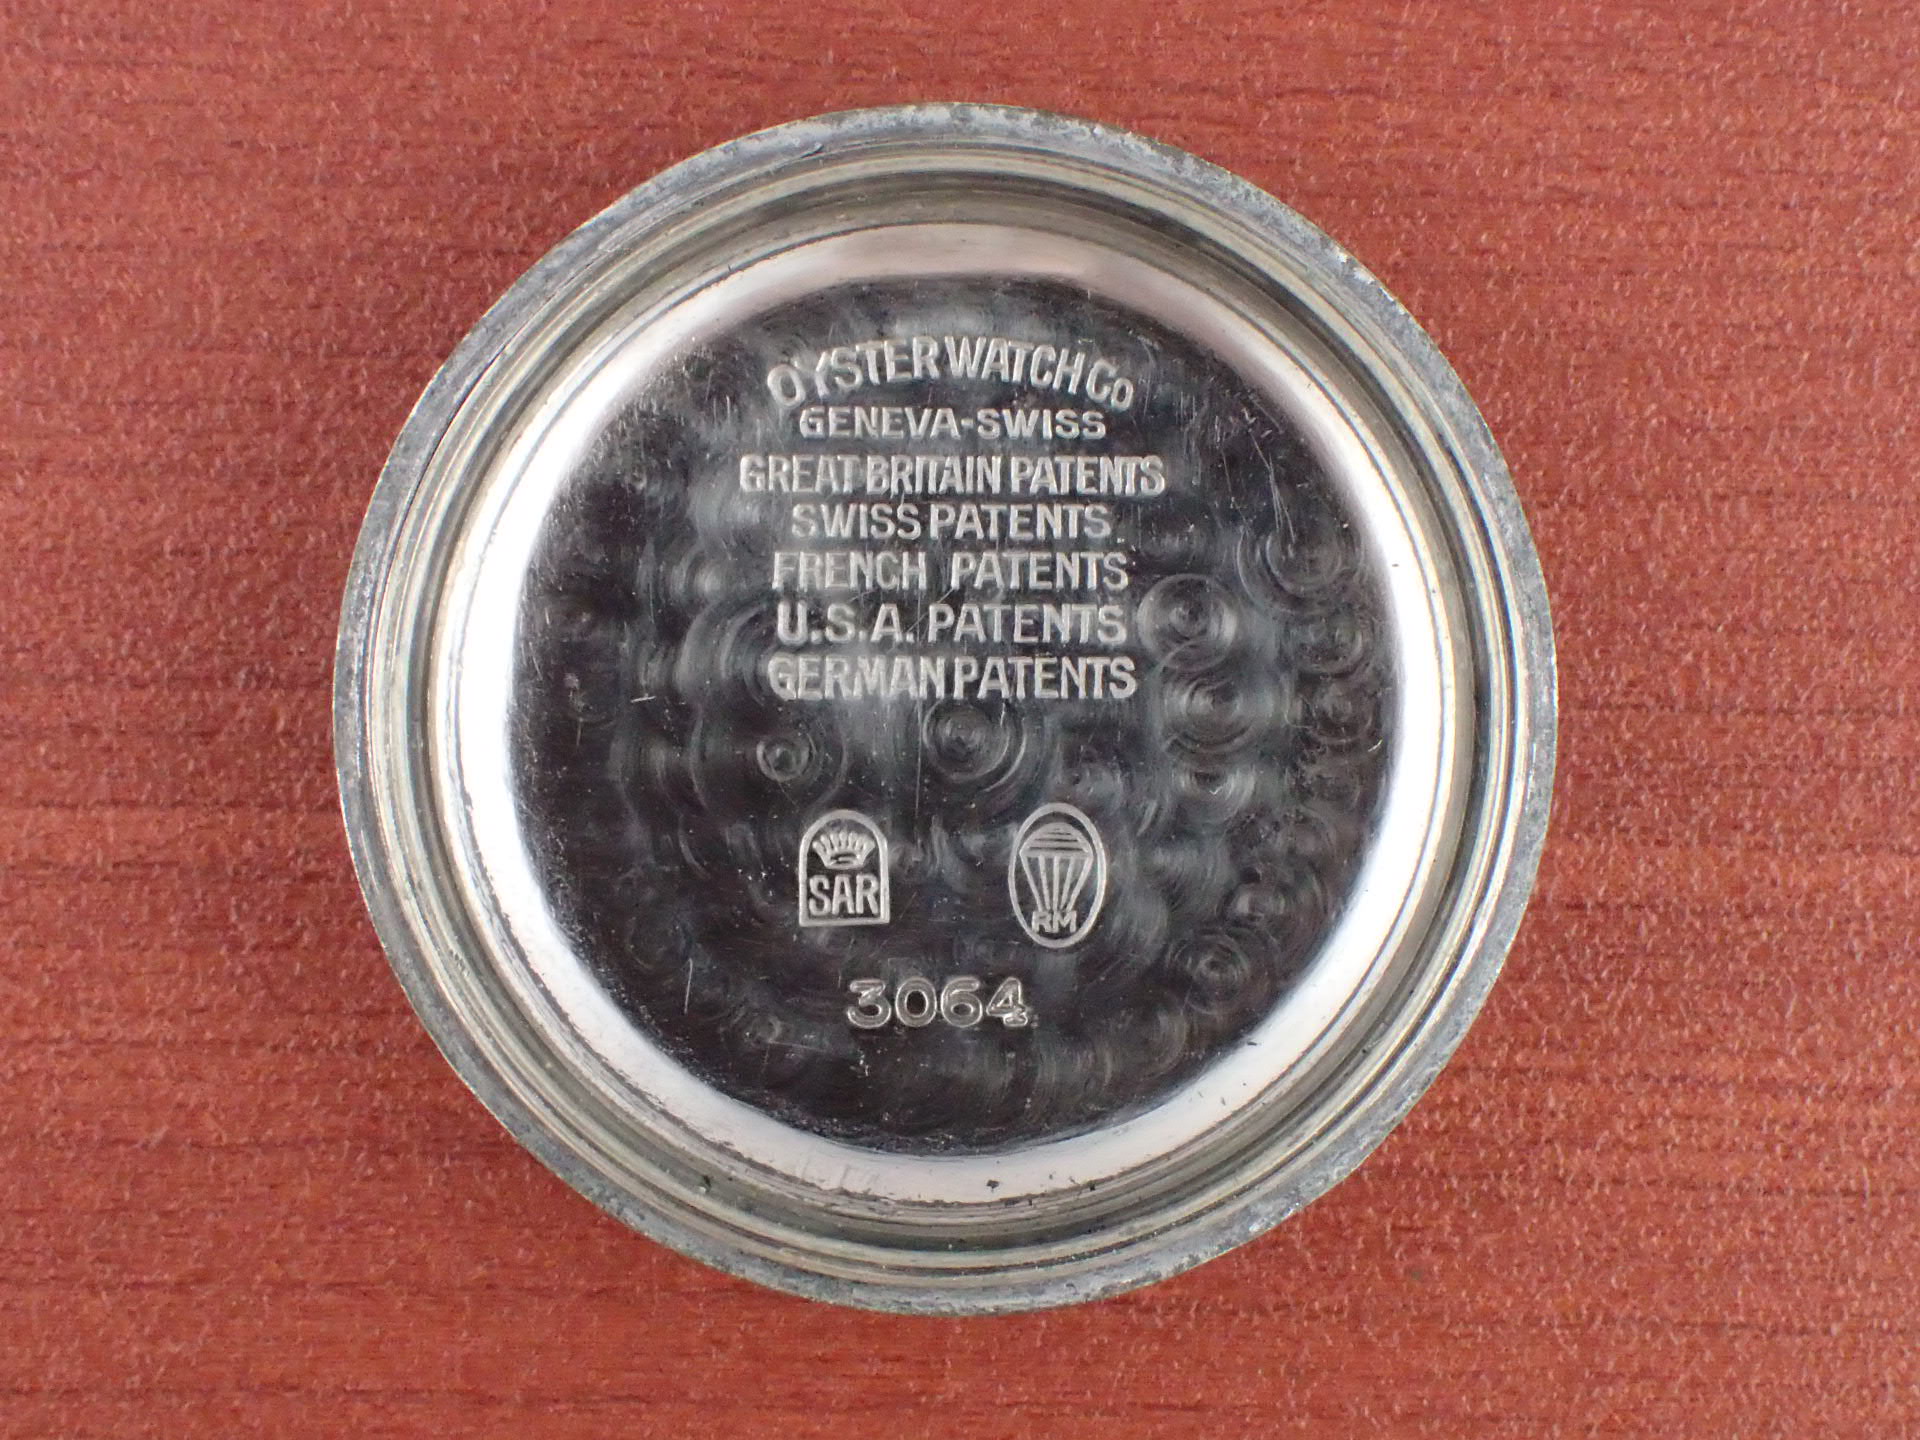 OYSTER WATCH Co
GENEVA-SWISS
GREAT BRITAIN PATENTS
SWISS PATENTS
FRENCH PATENTS
U.S.A. PATENTS
GERMAN PATENTS
SAR
RM
3064